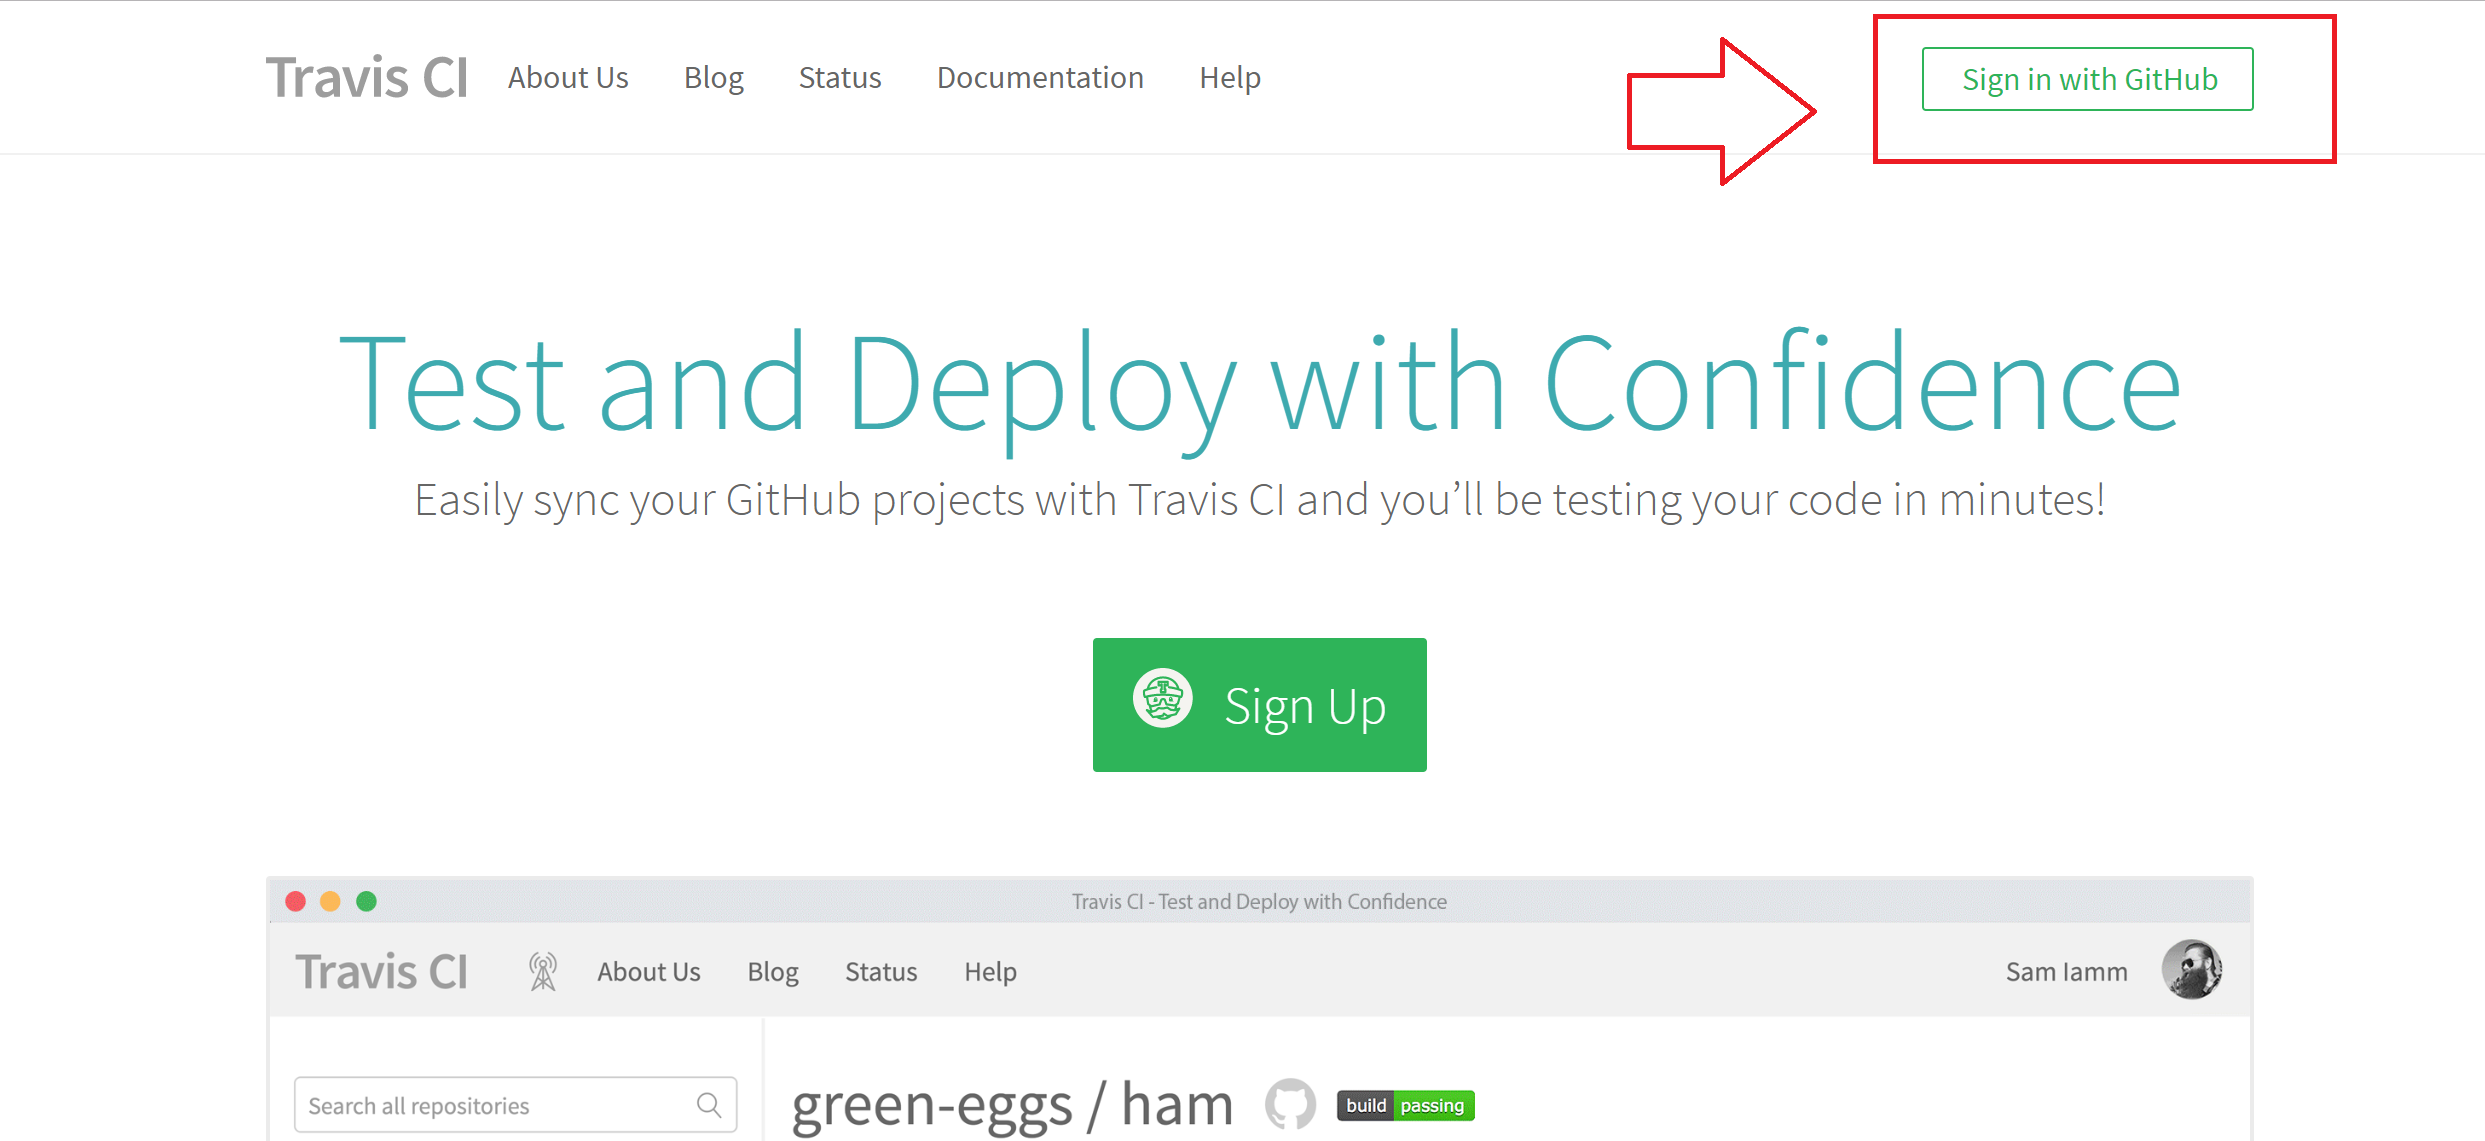 Travis CI About Us Blog Status Documentation Help Sign in with GitHub
Test and Deploy with Confidence
Easily sync your GitHub projects with Travis CI and you’ll be testing your code in minutes!
Sign Up
Travis CI - Test and Deploy with Confidence
Travis CI About Us Blog Status Help Sam Iamm
Search all repositories
green-eggs / ham build passing